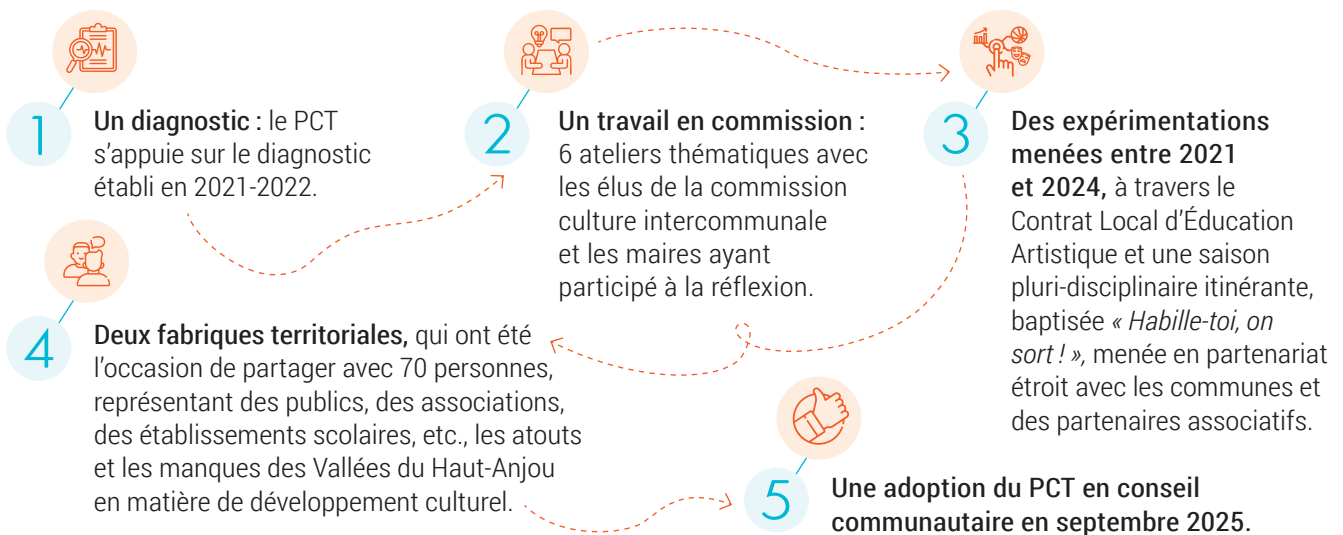 1
Un diagnostic : le PCT
s'appuie sur le diagnostic
établi en 2021-2022.
2
Un travail en commission :
6 ateliers thématiques avec
les élus de la commission
culture intercommunale
et les maires ayant
participé à la réflexion.
3
Des expérimentations
menées entre 2021
et 2024, à travers le
Contrat Local d'Éducation
Artistique et une saison
pluri-disciplinaire itinérante,
baptisée « Habille-toi, on
sort ! », menée en partenariat
étroit avec les communes et
des partenaires associatifs.
4
Deux fabriques territoriales, qui ont été
l'occasion de partager avec 70 personnes,
représentant des publics, des associations,
des établissements scolaires, etc., les atouts
et les manques des Vallées du Haut-Anjou
en matière de développement culturel.
5
Une adoption du PCT en conseil
communautaire en septembre 2025.